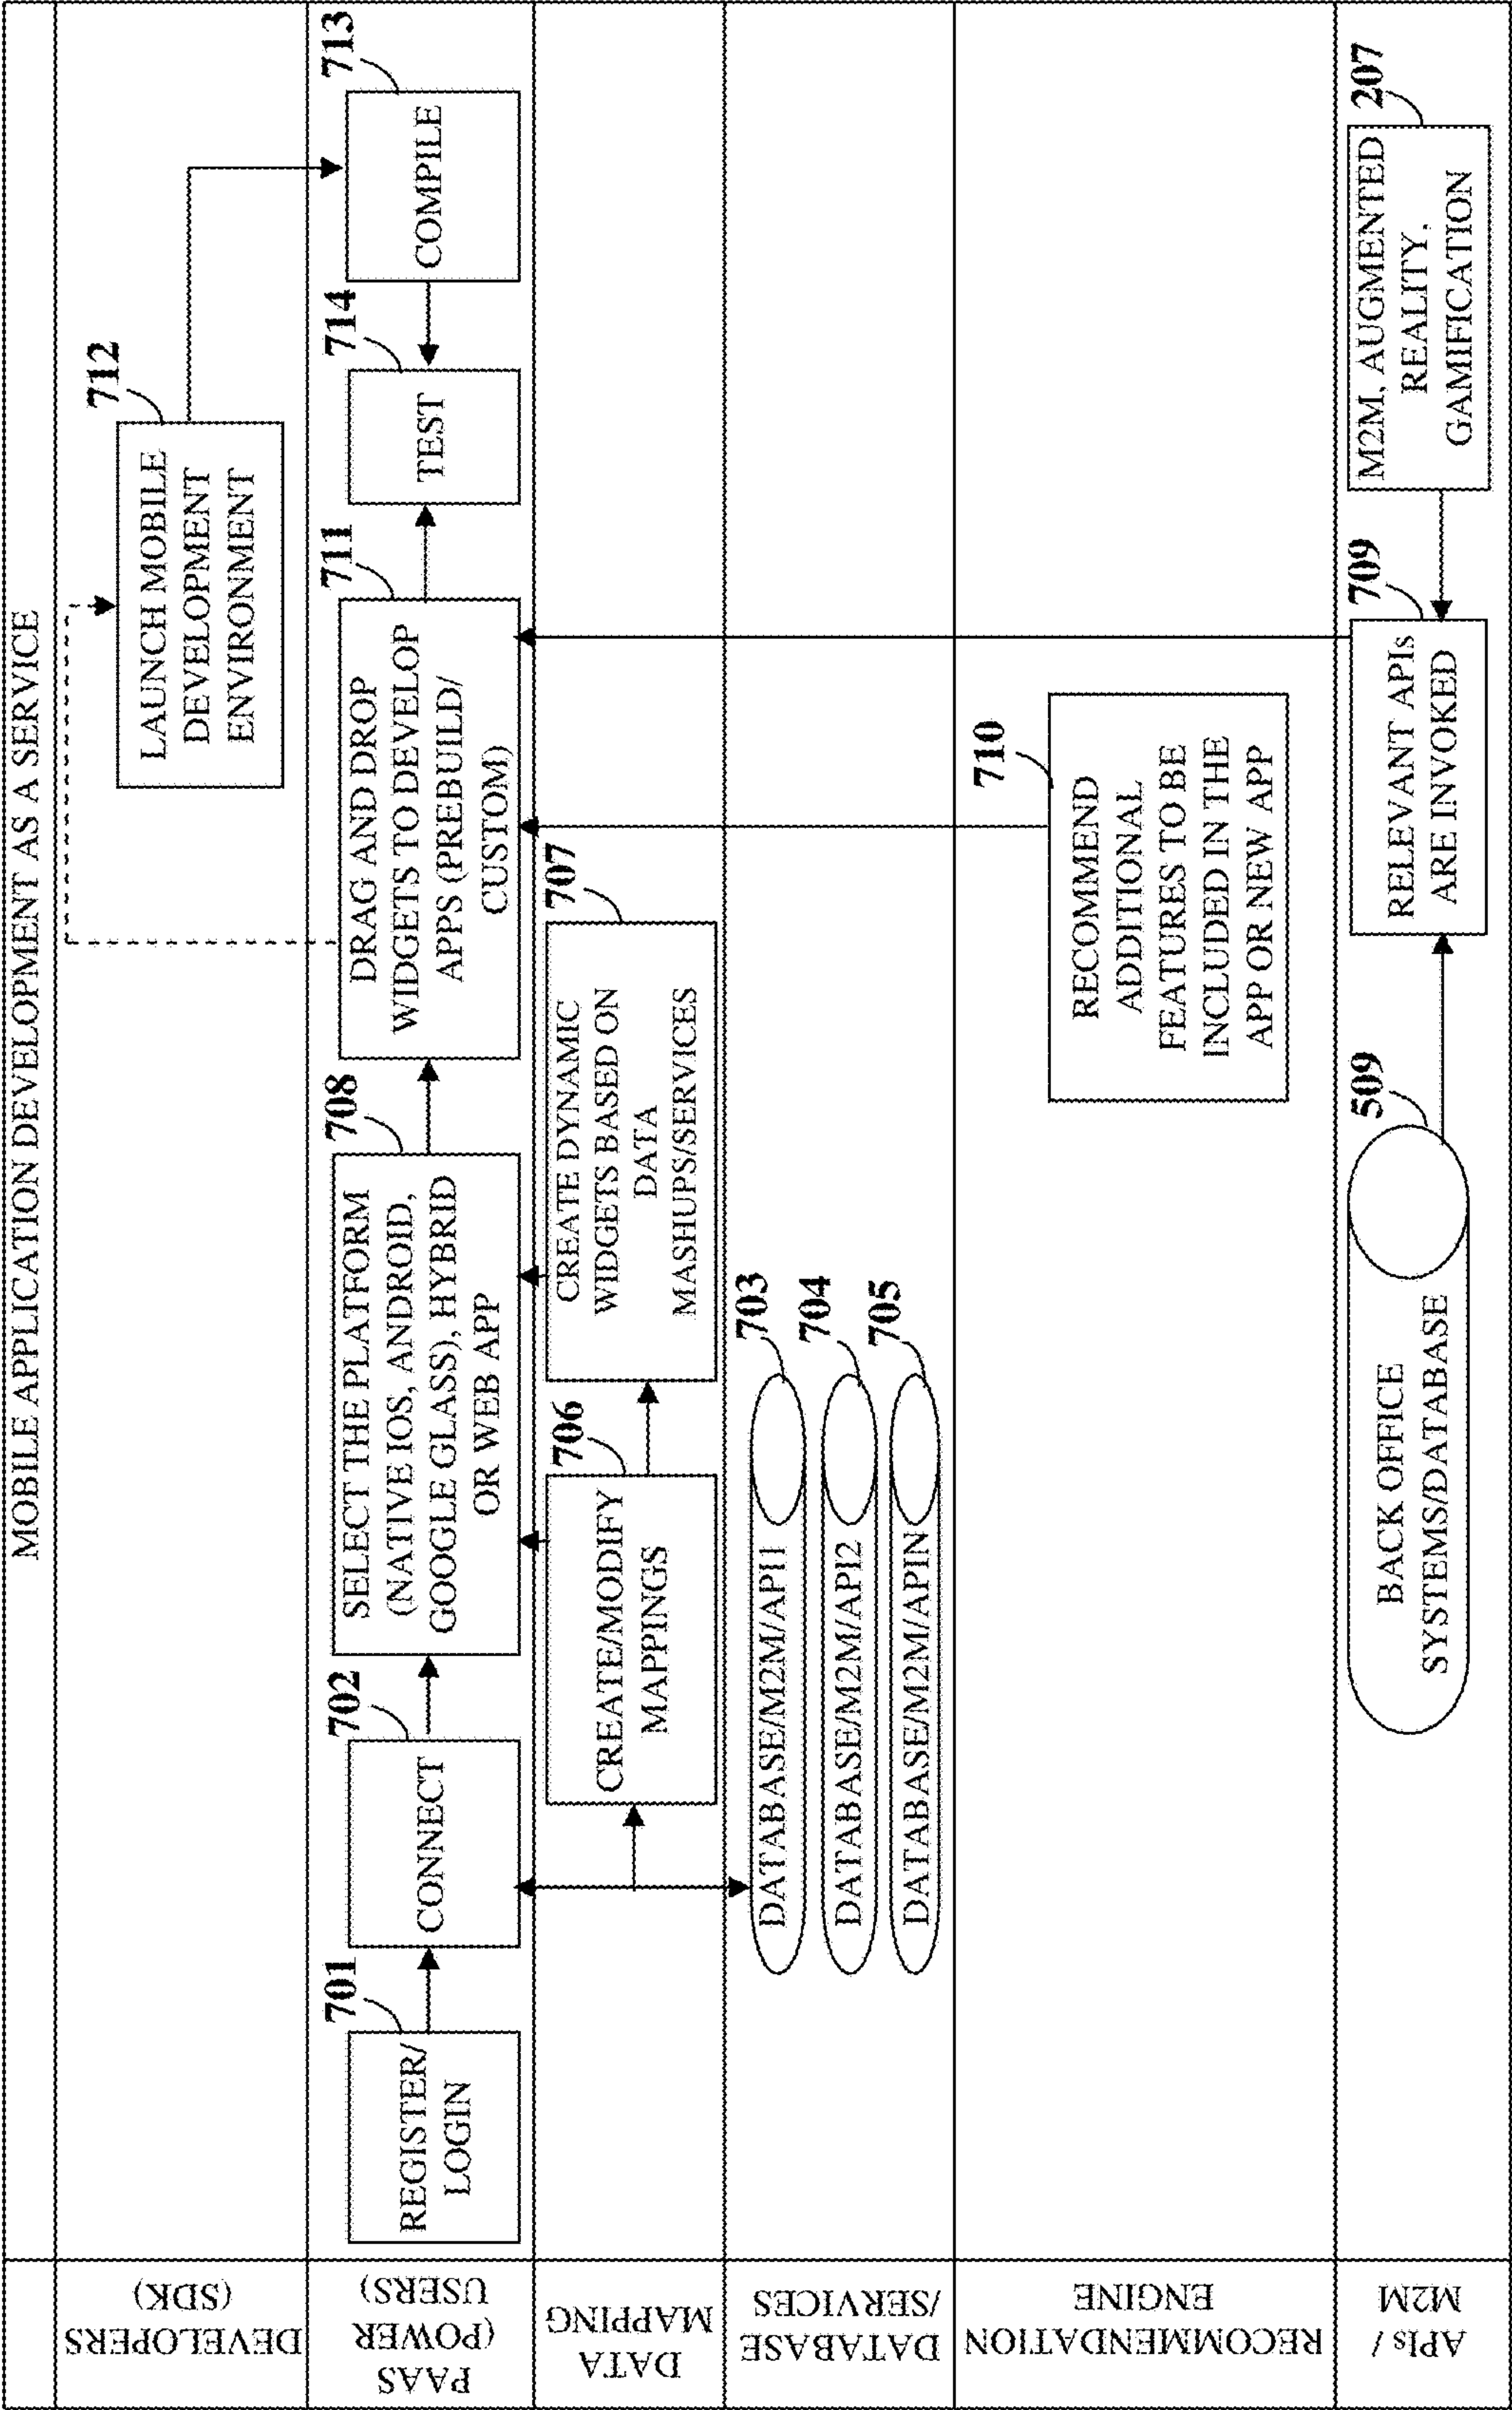 MOBILE APPLICATION DEVELOPMENT AS A SERVICE
DEVELOPERS
(SDK)
712
LAUNCH MOBILE
DEVELOPMENT
ENVIRONMENT
PAAS
(POWER
USERS)
701
REGISTER/
LOGIN
702
CONNECT
708
SELECT THE PLATFORM
(NATIVE IOS, ANDROID,
GOOGLE GLASS), HYBRID
OR WEB APP
711
DRAG AND DROP
WIDGETS TO DEVELOP
APPS (PREBUILD/
CUSTOM)
714
TEST
713
COMPILE
DATA
MAPPING
706
CREATE/MODIFY
MAPPINGS
707
CREATE DYNAMIC
WIDGETS BASED ON
DATA
MASHUPS/SERVICES
DATABASE
/SERVICES
DATABASE/M2M/API1
703
DATABASE/M2M/API2
704
DATABASE/M2M/APIN
705
RECOMMENDATION
ENGINE
710
RECOMMEND
ADDITIONAL
FEATURES TO BE
INCLUDED IN THE
APP OR NEW APP
APIs /
M2M
509
BACK OFFICE
SYSTEMS/DATABASE
709
RELEVANT APIs
ARE INVOKED
207
M2M, AUGMENTED
REALITY,
GAMIFICATION